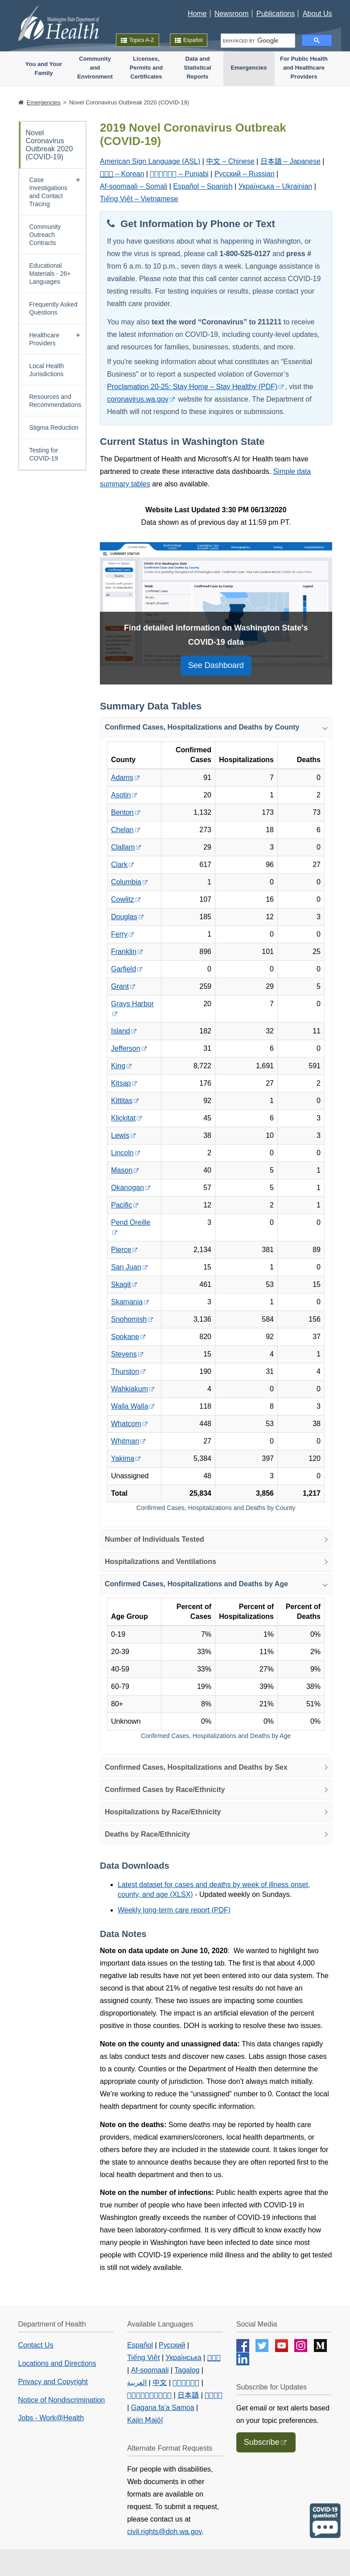 Home | Newsroom | Publications | About Us
Washington State Department of
Health
Topics A-Z
Español
ENHANCED BY Google
You and Your Family
Community and Environment
Licenses, Permits and Certificates
Data and Statistical Reports
Emergencies
For Public Health and Healthcare Providers
Emergencies > Novel Coronavirus Outbreak 2020 (COVID-19)
Novel
Coronavirus
Outbreak 2020
(COVID-19)
Case +
Investigations
and Contact
Tracing
Community
Outreach
Contracts
Educational
Materials - 26+
Languages
Frequently Asked
Questions
Healthcare +
Providers
Local Health
Jurisdictions
Resources and
Recommendations
Stigma Reduction
Testing for
COVID-19
2019 Novel Coronavirus Outbreak
(COVID-19)
American Sign Language (ASL) | 中文 – Chinese | 日本語 – Japanese |
– Korean | – Punjabi | Русский – Russian |
Af-soomaali – Somali | Español – Spanish | Українська – Ukrainian |
Tiếng Việt – Vietnamese
Get Information by Phone or Text
If you have questions about what is happening in Washington, how
the virus is spread, please call 1-800-525-0127 and press #
from 6 a.m. to 10 p.m., seven days a week. Language assistance is
available. Please note that this call center cannot access COVID-19
testing results. For testing inquiries or results, please contact your
health care provider.
You may also text the word “Coronavirus” to 211211 to receive
the latest information on COVID-19, including county-level updates,
and resources for families, businesses, students, and more.
If you're seeking information about what constitutes an "Essential
Business" or to report a suspected violation of Governor’s
Proclamation 20-25: Stay Home – Stay Healthy (PDF) , visit the
coronavirus.wa.gov website for assistance. The Department of
Health will not respond to these inquires or submissions.
Current Status in Washington State
The Department of Health and Microsoft's AI for Health team have
partnered to create these interactive data dashboards. Simple data
summary tables are also available.
Website Last Updated 3:30 PM 06/13/2020
Data shown as of previous day at 11:59 pm PT.
Find detailed information on Washington State's
COVID-19 data
See Dashboard
Summary Data Tables
Confirmed Cases, Hospitalizations and Deaths by County
County Confirmed Cases Hospitalizations Deaths
Adams 91 7 0
Asotin 20 1 2
Benton 1,132 173 73
Chelan 273 18 6
Clallam 29 3 0
Clark 617 96 27
Columbia 1 0 0
Cowlitz 107 16 0
Douglas 185 12 3
Ferry 1 0 0
Franklin 896 101 25
Garfield 0 0 0
Grant 259 29 5
Grays Harbor 20 7 0
Island 182 32 11
Jefferson 31 6 0
King 8,722 1,691 591
Kitsap 176 27 2
Kittitas 92 1 0
Klickitat 45 6 3
Lewis 38 10 3
Lincoln 2 0 0
Mason 40 5 1
Okanogan 57 5 1
Pacific 12 2 1
Pend Oreille 3 0 0
Pierce 2,134 381 89
San Juan 15 1 0
Skagit 461 53 15
Skamania 3 1 0
Snohomish 3,136 584 156
Spokane 820 92 37
Stevens 15 4 1
Thurston 190 31 4
Wahkiakum 4 0 0
Walla Walla 118 8 3
Whatcom 448 53 38
Whitman 27 0 0
Yakima 5,384 397 120
Unassigned 48 3 0
Total 25,834 3,856 1,217
Confirmed Cases, Hospitalizations and Deaths by County
Number of Individuals Tested
Hospitalizations and Ventilations
Confirmed Cases, Hospitalizations and Deaths by Age
Age Group Percent of Cases Percent of Hospitalizations Percent of Deaths
0-19 7% 1% 0%
20-39 33% 11% 2%
40-59 33% 27% 9%
60-79 19% 39% 38%
80+ 8% 21% 51%
Unknown 0% 0% 0%
Confirmed Cases, Hospitalizations and Deaths by Age
Confirmed Cases, Hospitalizations and Deaths by Sex
Confirmed Cases by Race/Ethnicity
Hospitalizations by Race/Ethnicity
Deaths by Race/Ethnicity
Data Downloads
Latest dataset for cases and deaths by week of illness onset,
county, and age (XLSX) - Updated weekly on Sundays.
Weekly long-term care report (PDF)
Data Notes
Note on data update on June 10, 2020: We wanted to highlight two
important data issues on the testing tab. The first is that about 4,000
negative lab results have not yet been entered into our data system. The
second is that about 21% of negative test results do not have an
assigned county. These two issues are impacting counties
disproportionately. The impact is an artificial elevation of the percent of
positive in those counties. DOH is working to resolve these two issues.
Note on the county and unassigned data: This data changes rapidly
as labs conduct tests and discover new cases. Labs assign those cases
to a county. Later, they sometimes need to change the county after
determining the appropriate county of jurisdiction. Those don’t always match initially.
We’re working to reduce the “unassigned” number to 0. Contact the local
health department for county specific information.
Note on the deaths: Some deaths may be reported by health care
providers, medical examiners/coroners, local health departments, or
others before they are included in the statewide count. It takes longer for
the state to announce deaths because we are also confirming that each
death is related to COVID-19. It is still very important to stay home to
protect the people most vulnerable to this infection, and slow the rate of
local health infection and death to less than one.
Note on the number of infections: Public health experts agree that the
true number of people who have been infected with COVID-19 in
Washington greatly exceeds the number of COVID-19 infections that
have been laboratory-confirmed. It is very difficult to know exactly how
many people in Washington have been infected to date since most
people with COVID-19 experience mild illness and the ability to get tested
is still not widely available.
Department of Health
Contact Us
Locations and Directions
Privacy and Copyright
Notice of Nondiscrimination
Jobs - Work@Health
Available Languages
Español | Русский |
Tiếng Việt | Українська |
| Af-soomaali | Tagalog |
العربية | 中文 |
| 日本語 |
| Gagana fa'a Samoa |
Kajin Majôl
Alternate Format Requests
For people with disabilities,
Web documents in other
formats are available on
request. To submit a request,
please contact us at
civil.rights@doh.wa.gov.
Social Media
Subscribe for Updates
Get email or text alerts based
on your topic preferences.
Subscribe
COVID-19
questions?